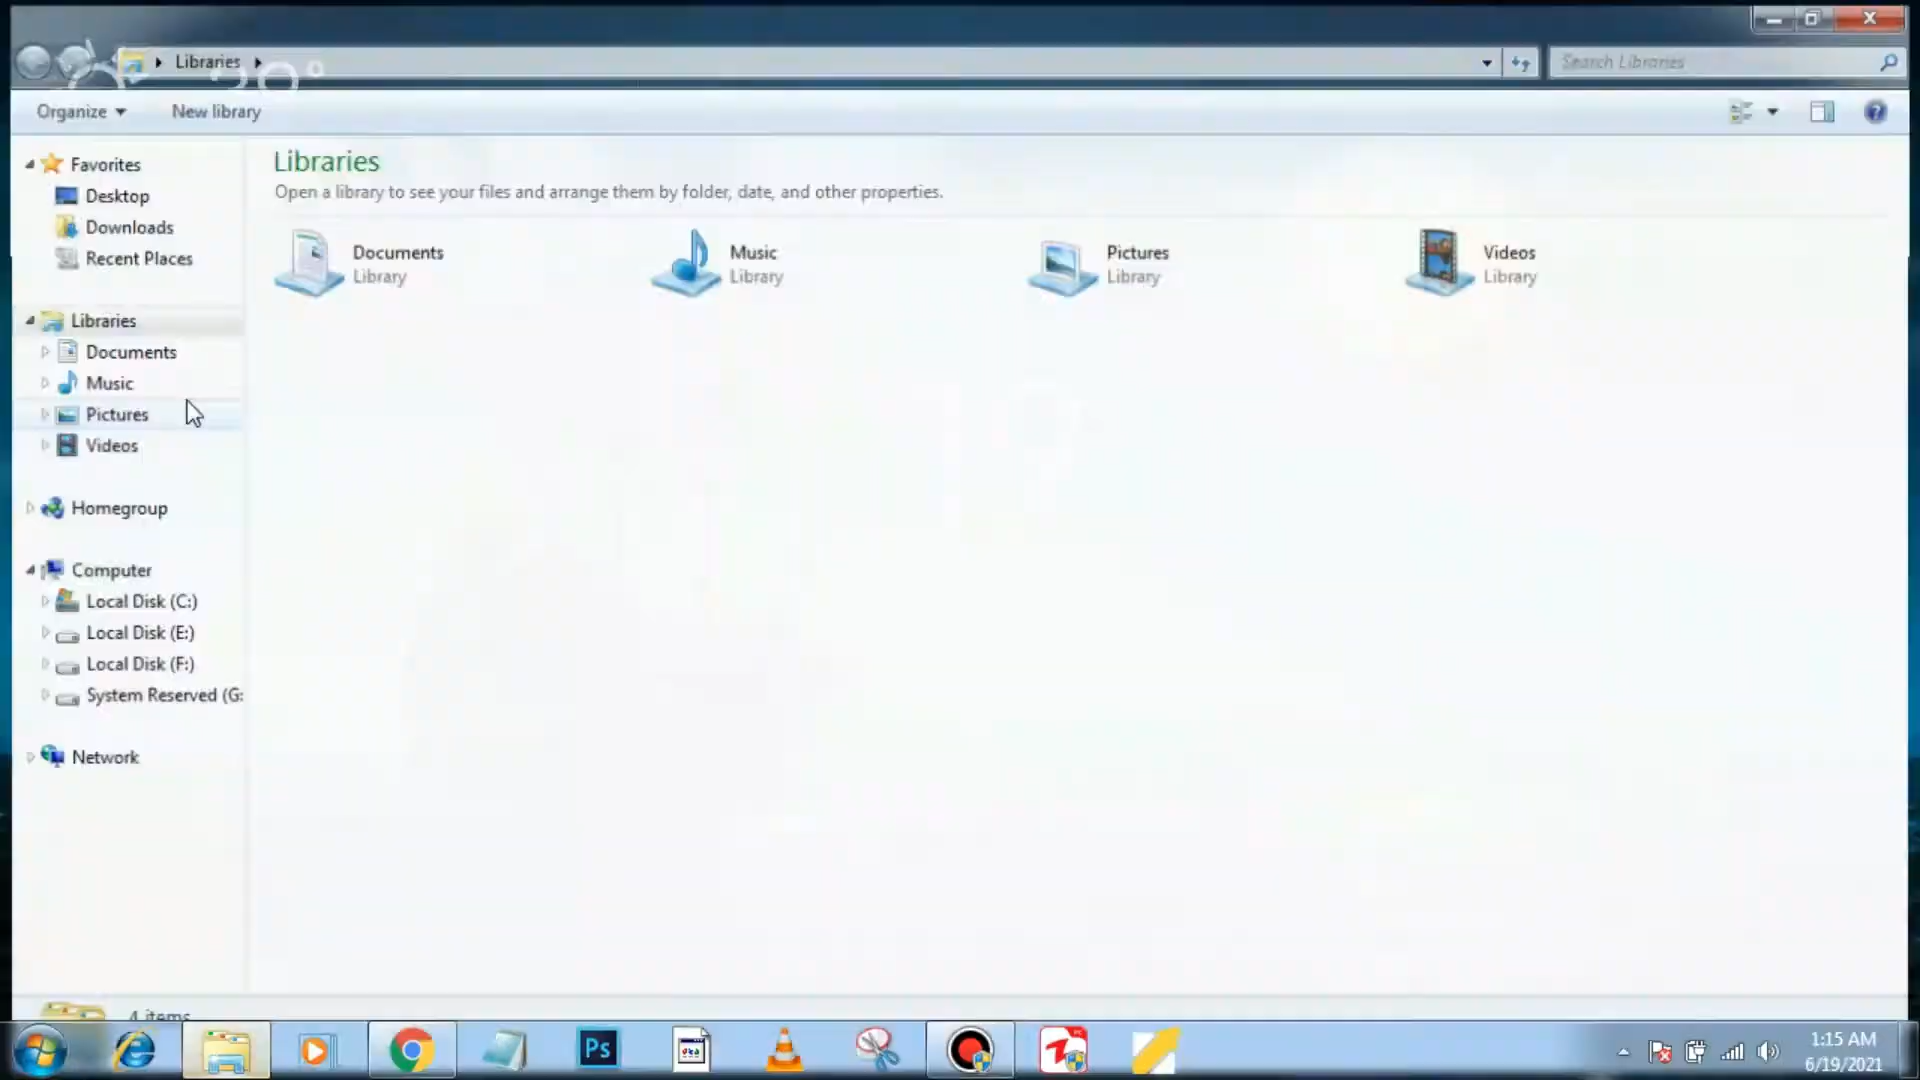 Libraries
Search Libraries
Organize
New library
Favorites
Desktop
Downloads
Recent Places
Libraries
Documents
Music
Pictures
Videos
Homegroup
Computer
Local Disk (C:)
Local Disk (E:)
Local Disk (F:)
System Reserved (G:
Network
Libraries
Open a library to see your files and arrange them by folder, date, and other properties.
Documents
Library
Music
Library
Pictures
Library
Videos
Library
4 items
Ps
1:15 AM
6/19/2021